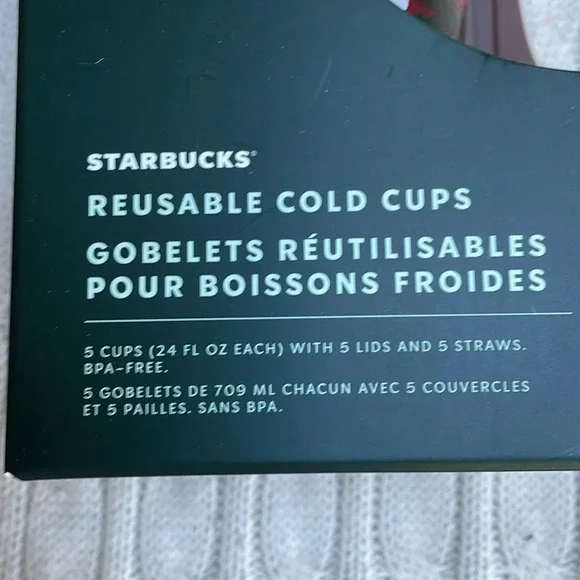 STARBUCKS®
REUSABLE COLD CUPS
GOBELETS RÉUTILISABLES
POUR BOISSONS FROIDES
5 CUPS (24 FL OZ EACH) WITH 5 LIDS AND 5 STRAWS.
BPA-FREE.
5 GOBELETS DE 709 ML CHACUN AVEC 5 COUVERCLES
ET 5 PAILLES. SANS BPA.